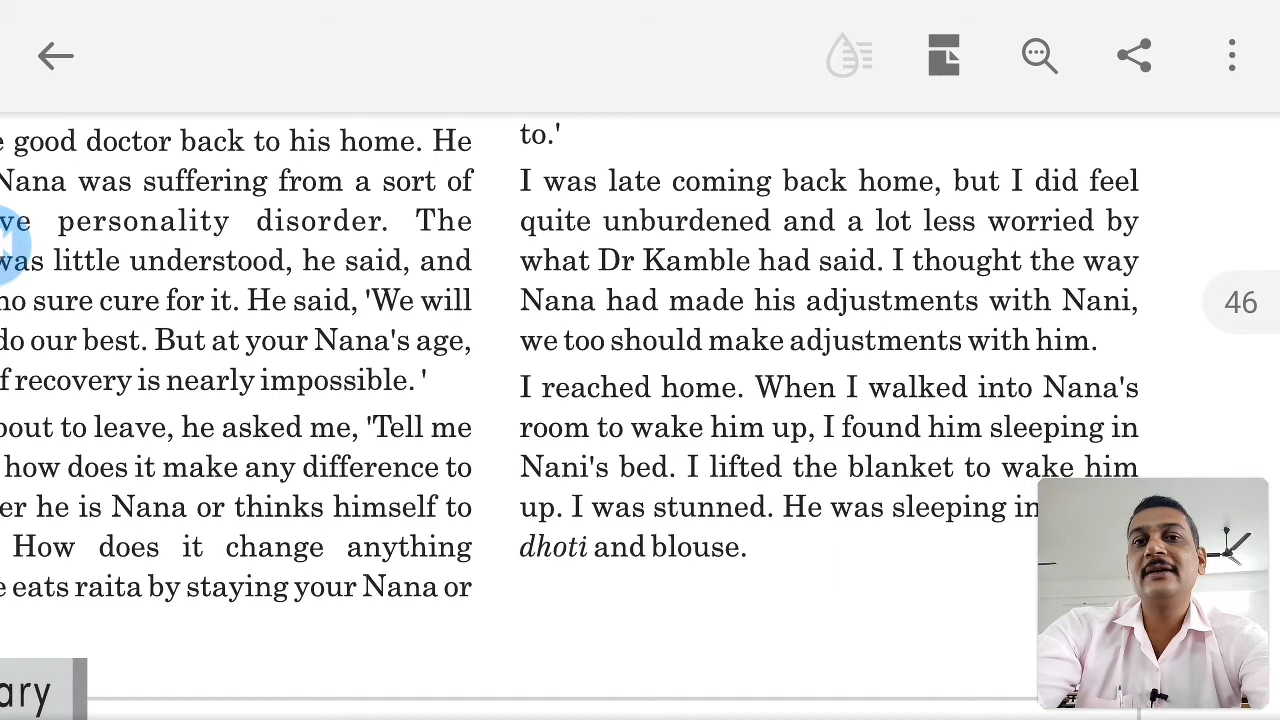 e good doctor back to his home. He
Nana was suffering from a sort of
ve personality disorder. The
was little understood, he said, and
no sure cure for it. He said, 'We will
do our best. But at your Nana's age,
f recovery is nearly impossible. '
bout to leave, he asked me, 'Tell me
how does it make any difference to
er he is Nana or thinks himself to
How does it change anything
e eats raita by staying your Nana or
to.'
I was late coming back home, but I did feel
quite unburdened and a lot less worried by
what Dr Kamble had said. I thought the way
Nana had made his adjustments with Nani,
we too should make adjustments with him.
I reached home. When I walked into Nana's
room to wake him up, I found him sleeping in
Nani's bed. I lifted the blanket to wake him
up. I was stunned. He was sleeping in
dhoti and blouse.
46
ary